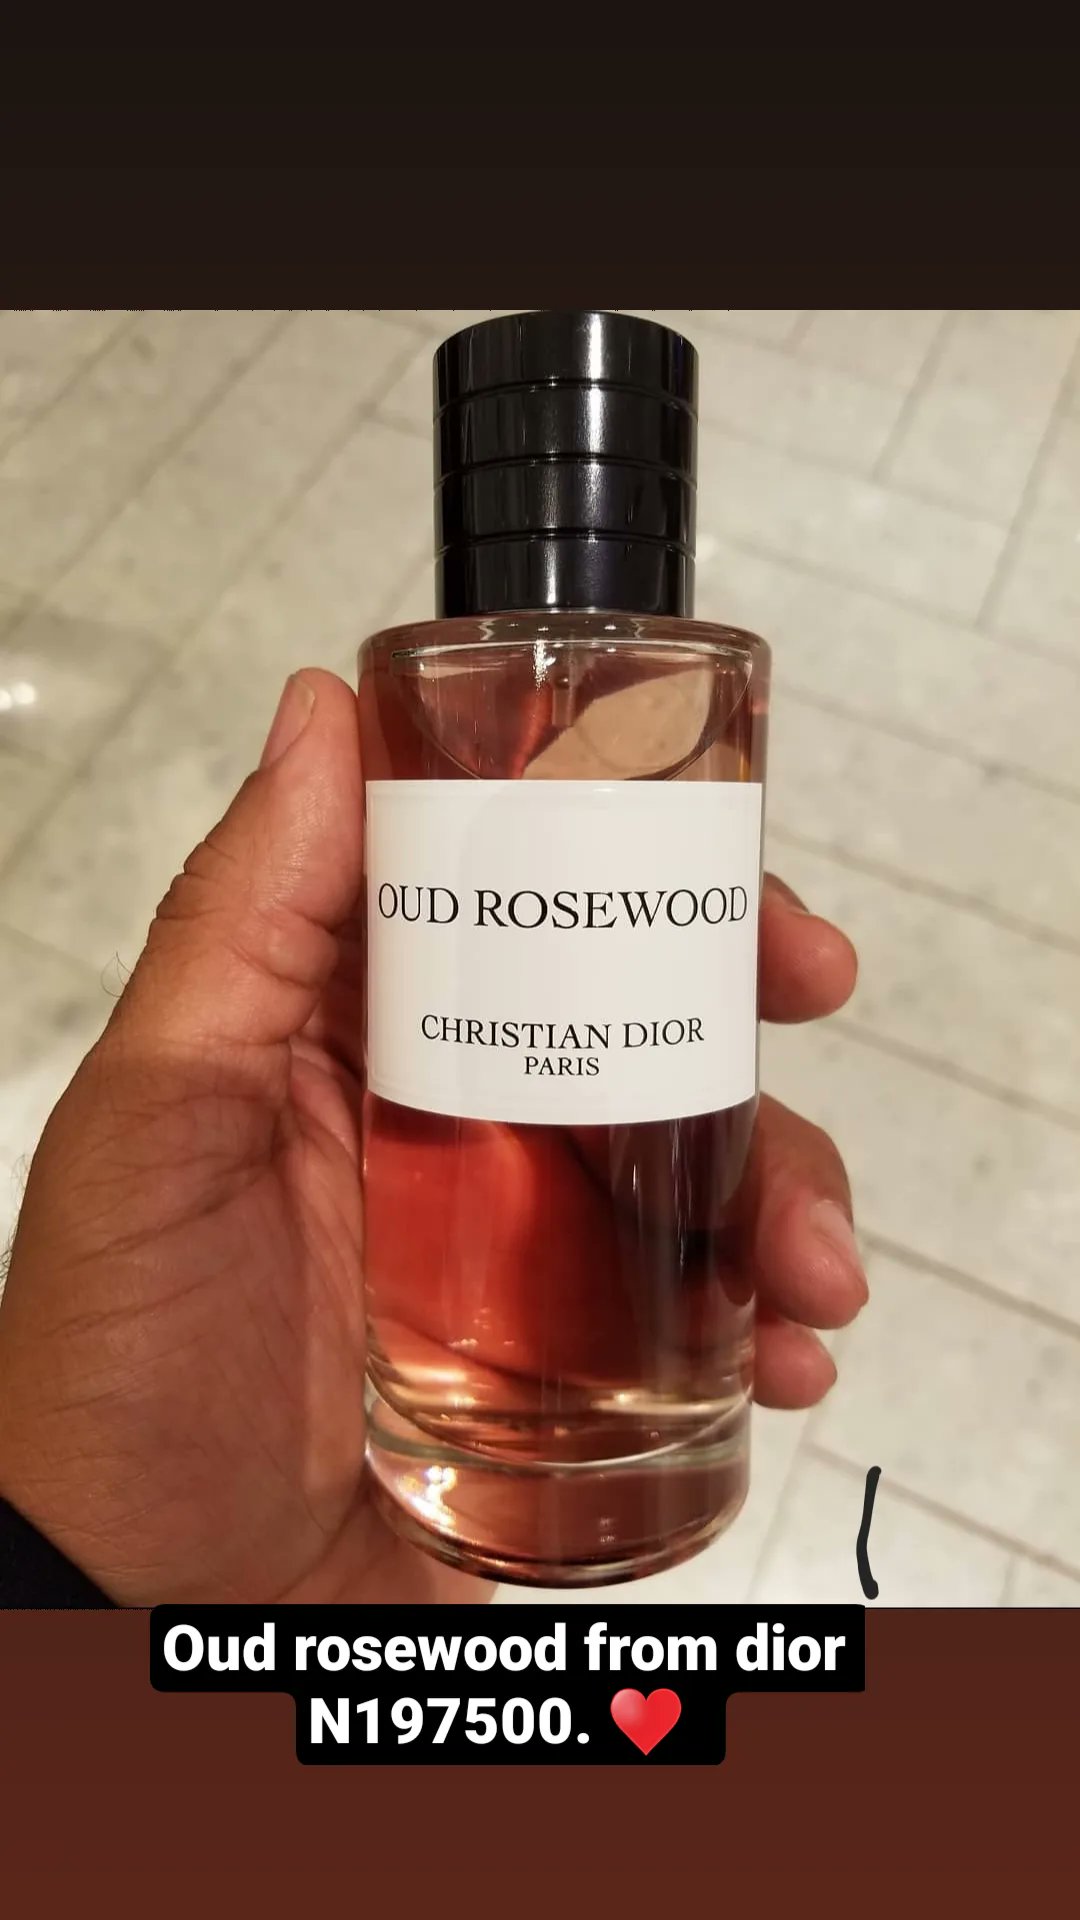 OUD ROSEWOOD
CHRISTIAN DIOR
PARIS
Oud rosewood from dior
N197500. ❤️